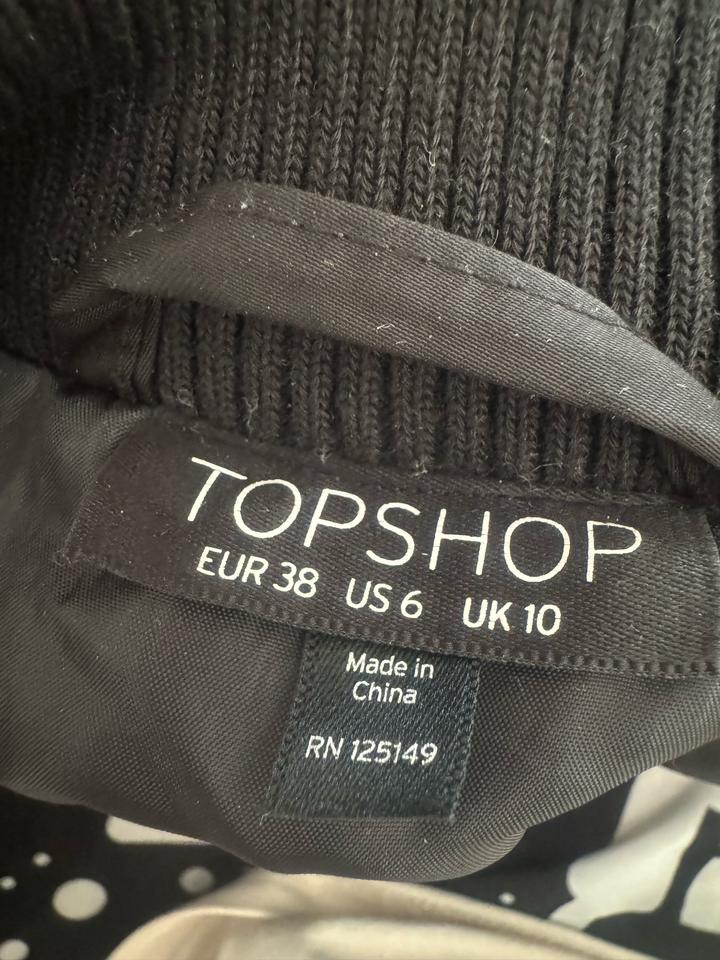 TOPSHOP
EUR 38 US 6 UK 10
Made in
China
RN 125149